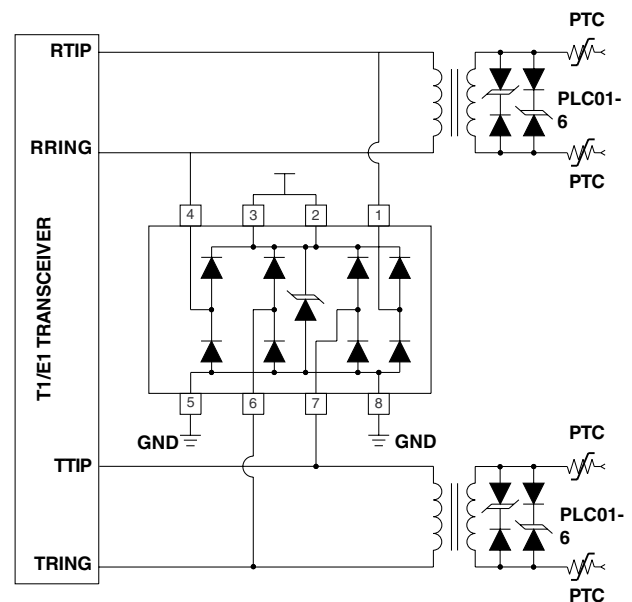 PTC
RTIP
PLC01-
6
RRING
PTC
4
3
2
1
T1/E1 TRANSCEIVER
5
6
7
8
GND
GND
PTC
TTIP
PLC01-
6
TRING
PTC